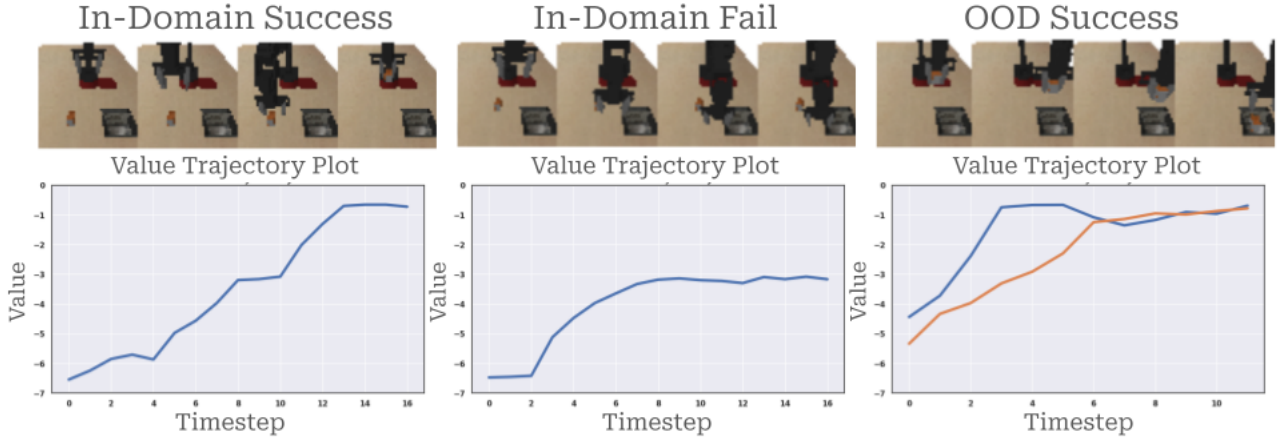 In-Domain Success
In-Domain Fail
OOD Success
Value Trajectory Plot
Value Trajectory Plot
Value Trajectory Plot
Value
0
−1
−2
−3
−4
−5
−6
−7
0 2 4 6 8 10 12 14 16
Timestep
Value
0
−1
−2
−3
−4
−5
−6
−7
0 2 4 6 8 10 12 14 16
Timestep
Value
0
−1
−2
−3
−4
−5
−6
−7
0 2 4 6 8 10
Timestep